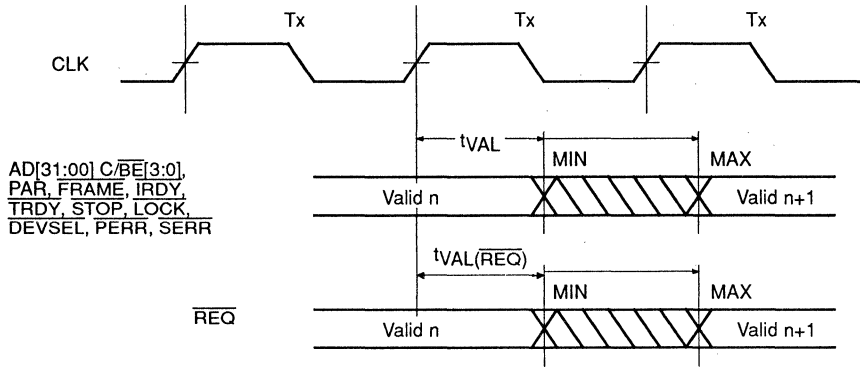 Tx Tx Tx
CLK
tVAL
MIN MAX
AD[31:00] C/BE[3:0],
PAR, FRAME, IRDY,
TRDY, STOP, LOCK,
DEVSEL, PERR, SERR
Valid n Valid n+1
tVAL(REQ)
MIN MAX
REQ
Valid n Valid n+1